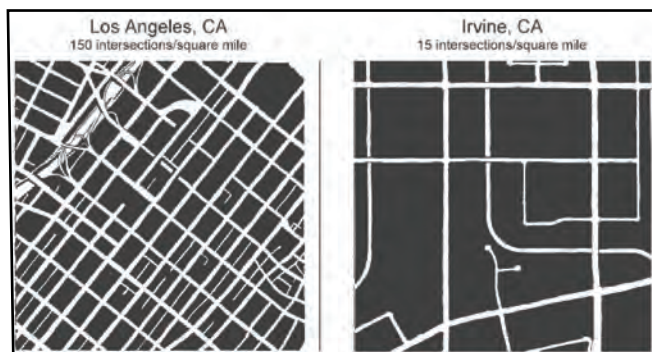 Los Angeles, CA
150 intersections/square mile
Irvine, CA
15 intersections/square mile